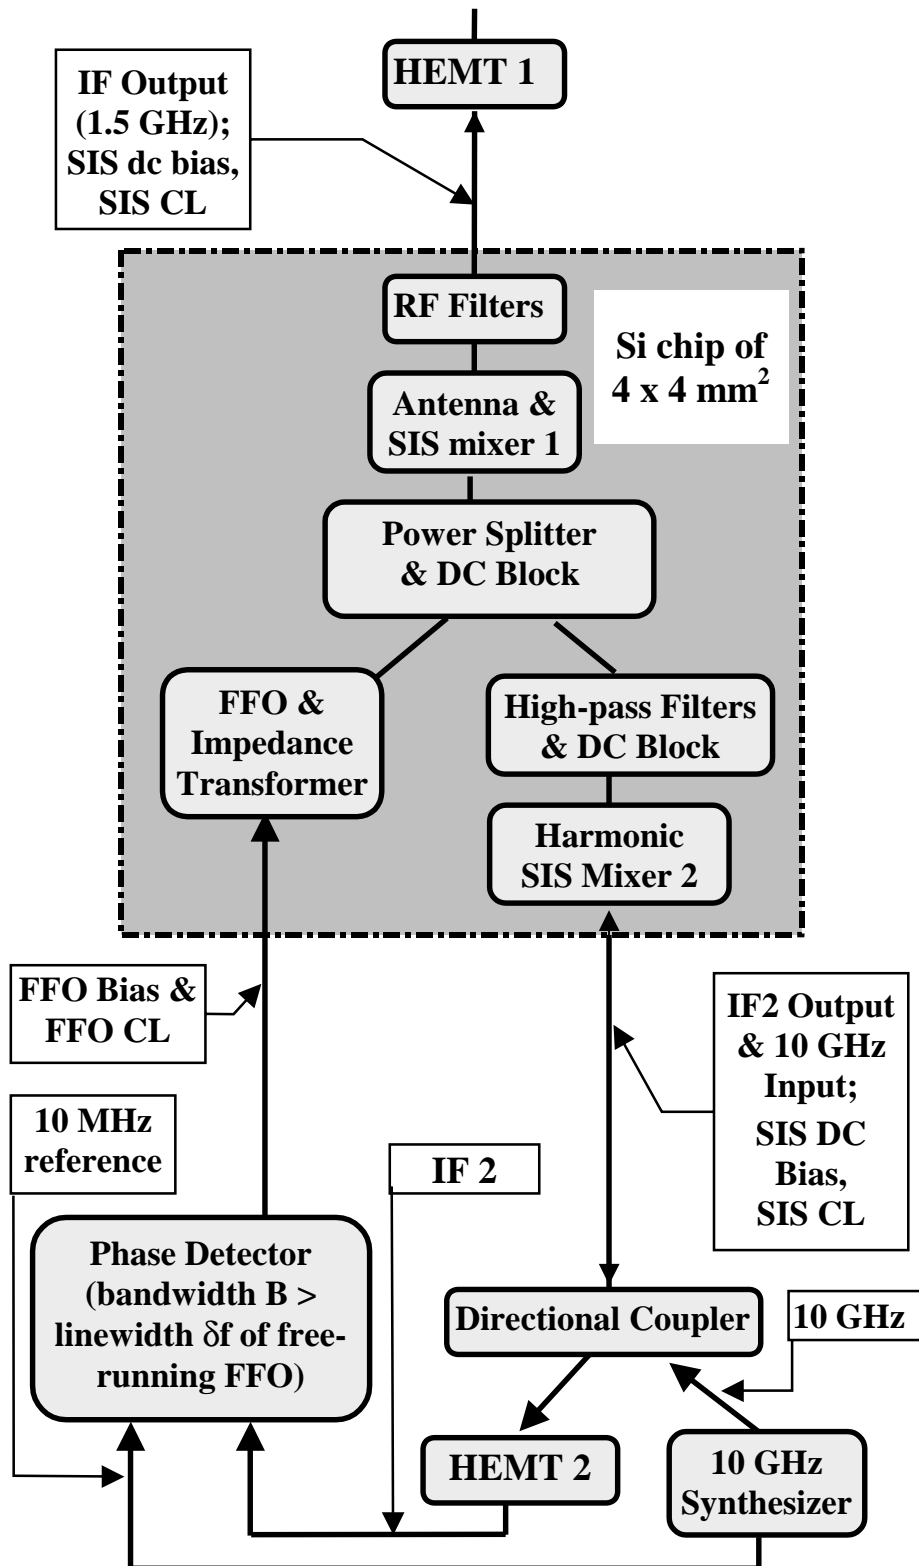 HEMT 1
IF Output
(1.5 GHz);
SIS dc bias,
SIS CL
RF Filters
Si chip of
4 x 4 mm²
Antenna &
SIS mixer 1
Power Splitter
& DC Block
FFO &
Impedance
Transformer
High-pass Filters
& DC Block
Harmonic
SIS Mixer 2
FFO Bias &
FFO CL
IF2 Output
& 10 GHz
Input;
SIS DC
Bias,
SIS CL
10 MHz
reference
IF 2
Phase Detector
(bandwidth B >
linewidth δf of free-
running FFO)
Directional Coupler
10 GHz
HEMT 2
10 GHz
Synthesizer